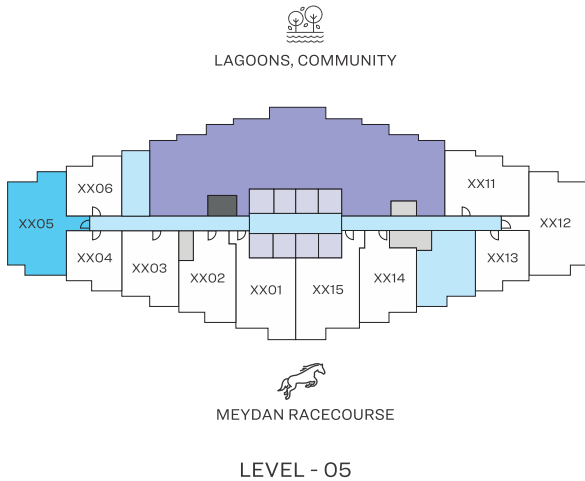 LAGOONS, COMMUNITY
XX06
XX11
XX05
XX12
XX04
XX03
XX02
XX01
XX15
XX14
XX13
MEYDAN RACECOURSE
LEVEL - 05